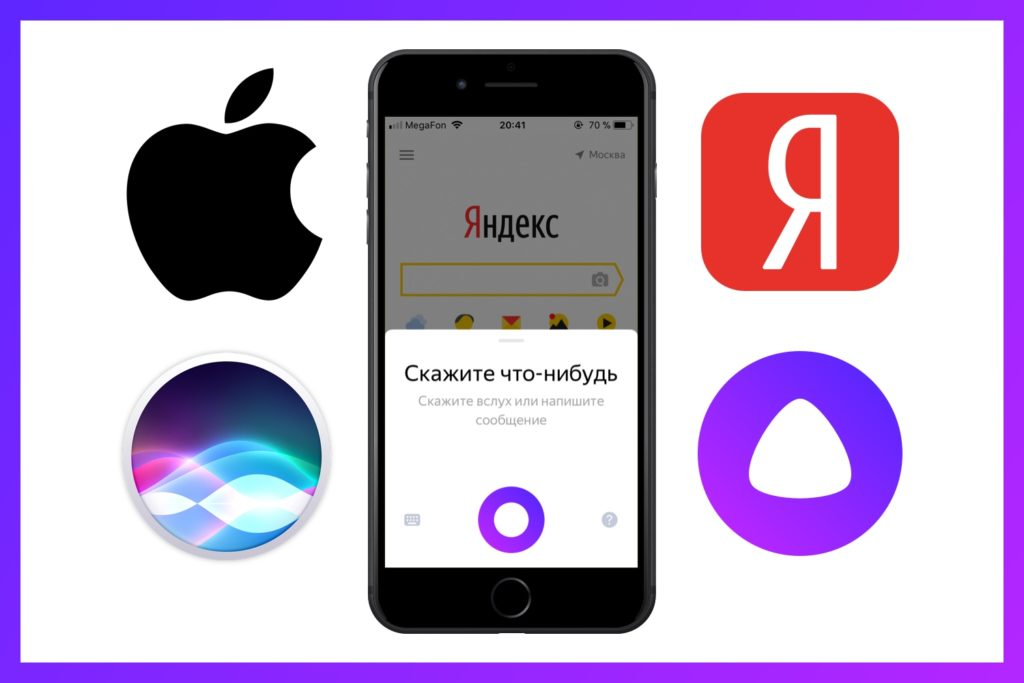 MegaFon 20:41 70 %
Москва
Яндекс
Скажите что-нибудь
Скажите вслух или напишите
сообщение
?
Я